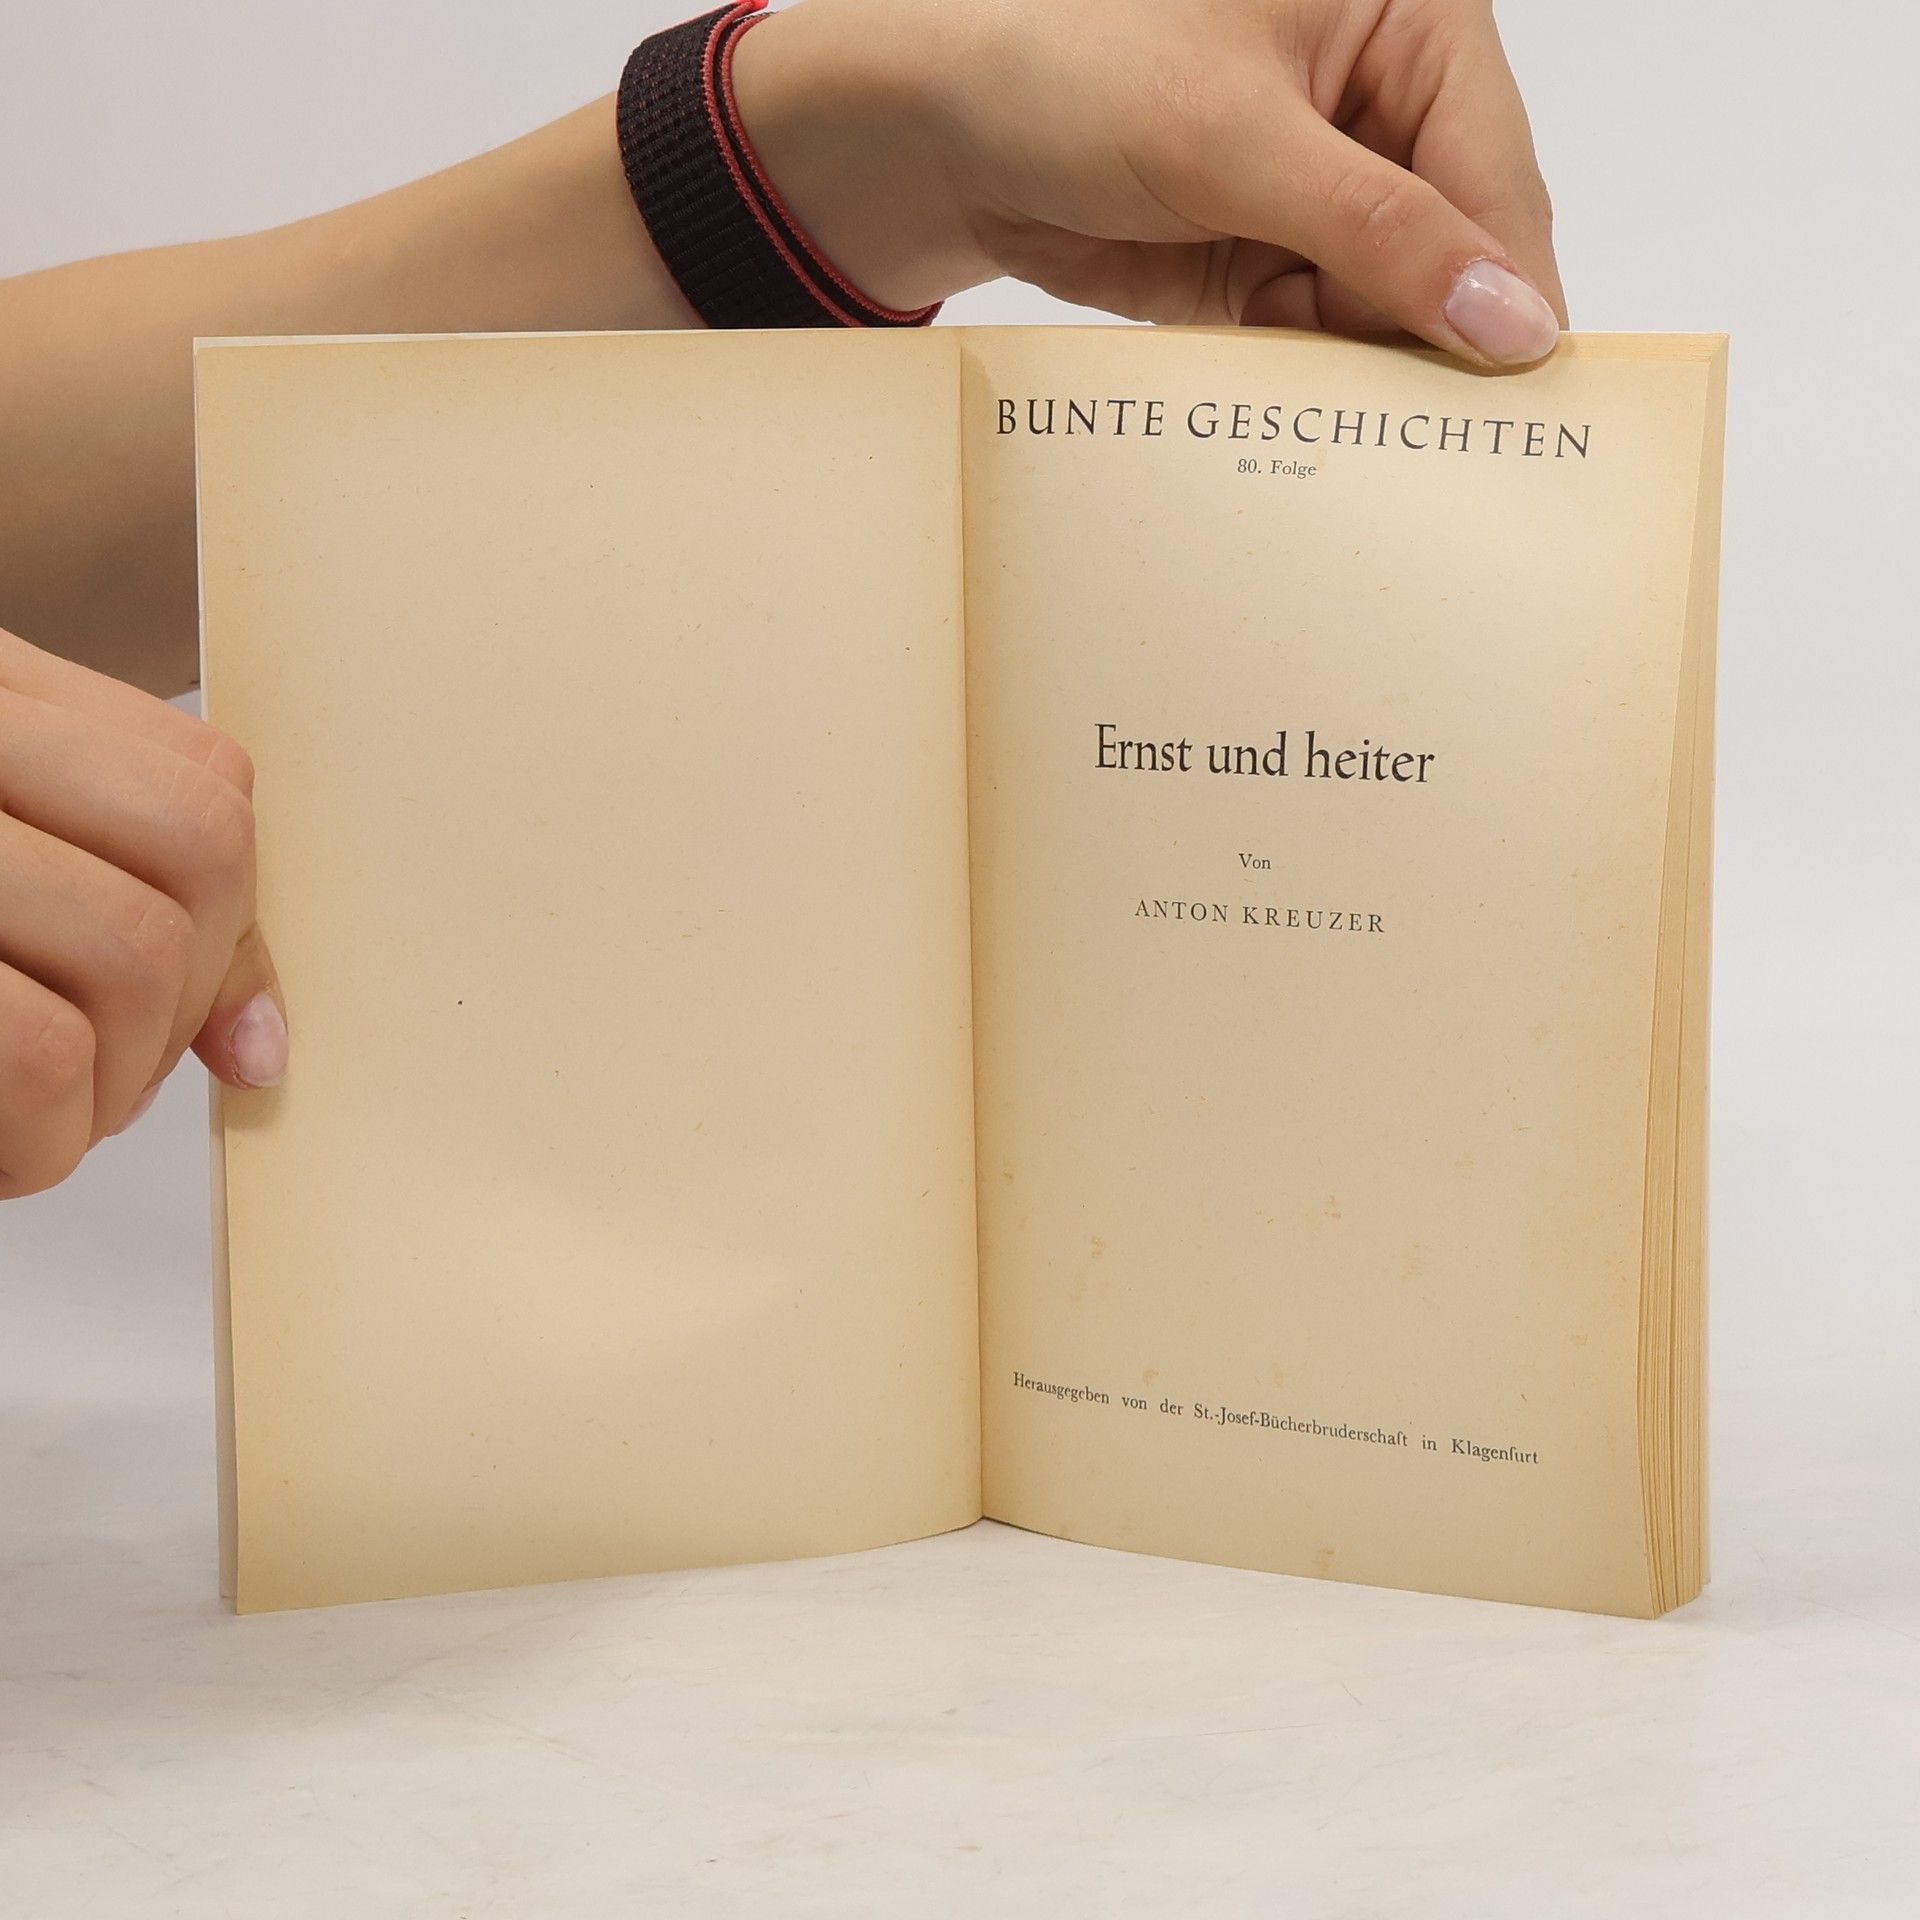 BUNTE GESCHICHTEN
80. Folge
Ernst und heiter
Von
ANTON KREUZER
Herausgegeben von der St.-Josef-Bücherbruderschaft in Klagenfurt